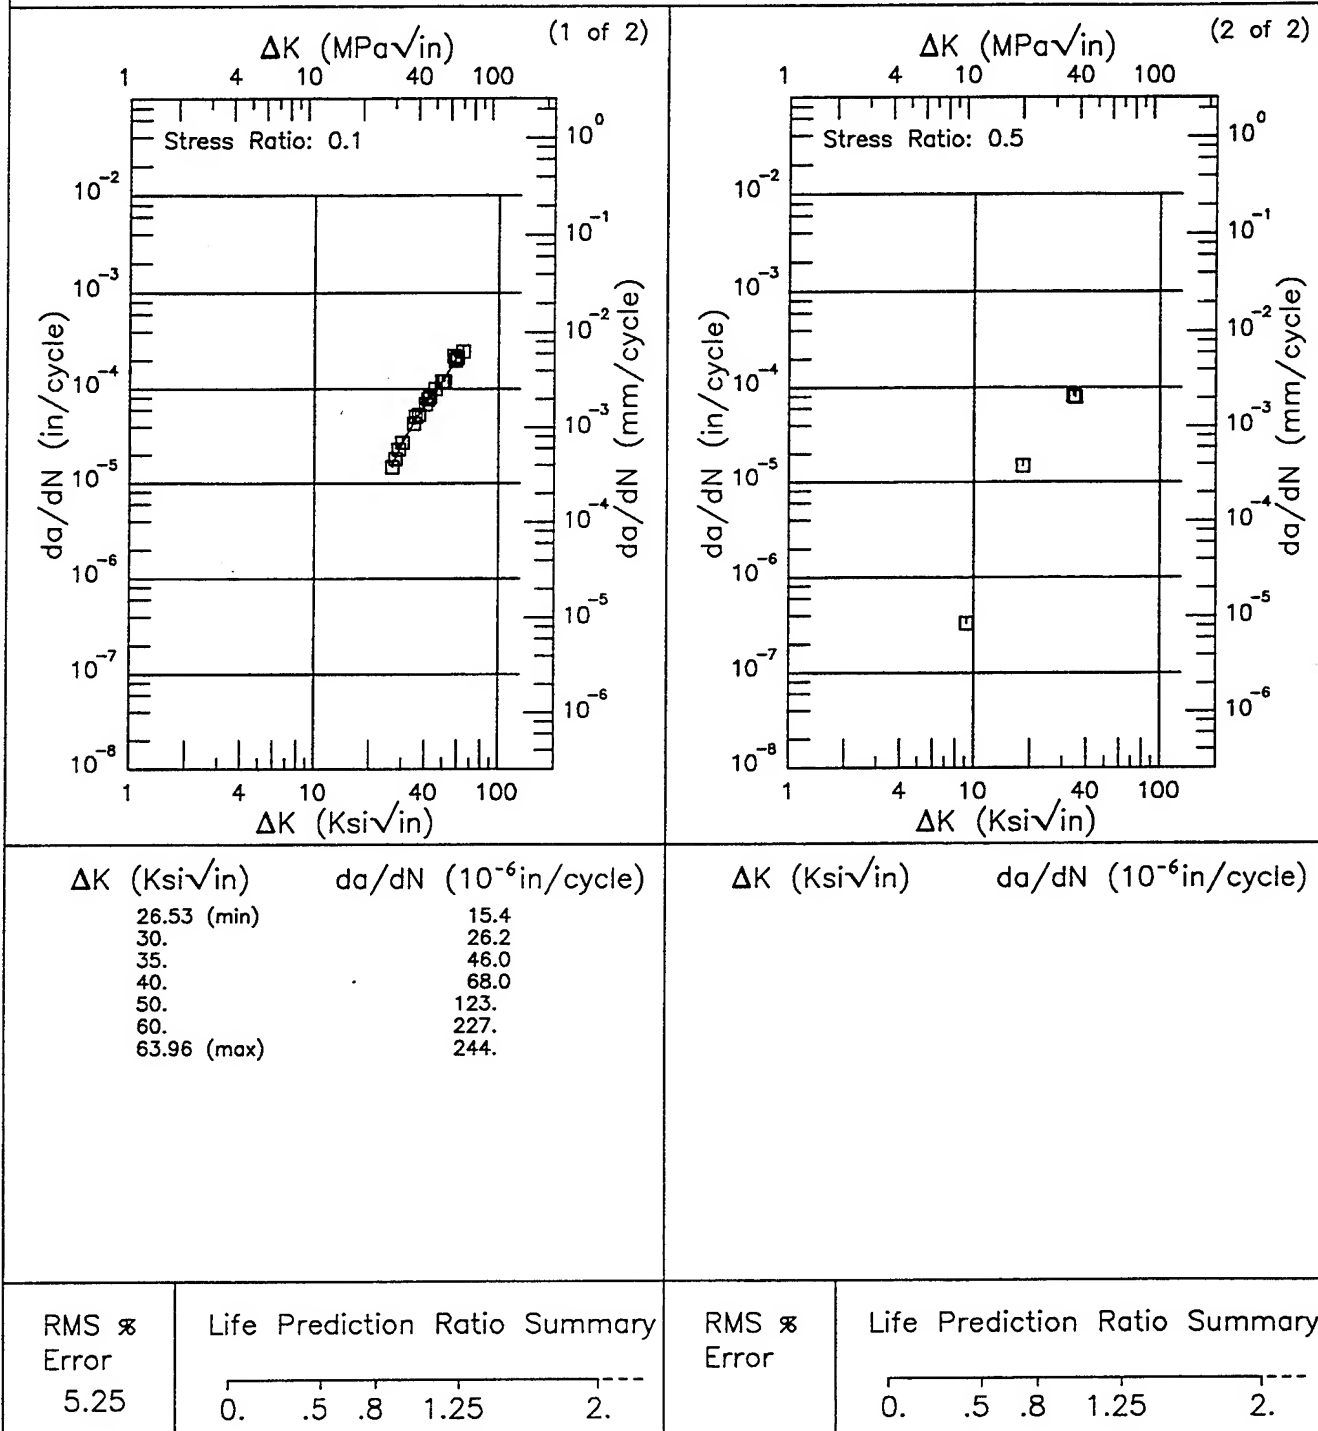 (1 of 2)
ΔK (MPa√in)
1 4 10 40 100
Stress Ratio: 0.1
10⁻²
10⁻³
10⁻⁴
10⁻⁵
10⁻⁶
10⁻⁷
10⁻⁸
da/dN (in/cycle)
10⁰
10⁻¹
10⁻²
10⁻³
10⁻⁴
10⁻⁵
10⁻⁶
da/dN (mm/cycle)
1 4 10 40 100
ΔK (Ksi√in)
(2 of 2)
ΔK (MPa√in)
1 4 10 40 100
Stress Ratio: 0.5
10⁻²
10⁻³
10⁻⁴
10⁻⁵
10⁻⁶
10⁻⁷
10⁻⁸
da/dN (in/cycle)
10⁰
10⁻¹
10⁻²
10⁻³
10⁻⁴
10⁻⁵
10⁻⁶
da/dN (mm/cycle)
1 4 10 40 100
ΔK (Ksi√in)
ΔK (Ksi√in) da/dN (10⁻⁶in/cycle)
26.53 (min) 15.4
30. 26.2
35. 46.0
40. 68.0
50. 123.
60. 227.
63.96 (max) 244.
ΔK (Ksi√in) da/dN (10⁻⁶in/cycle)
RMS %
Error
5.25
Life Prediction Ratio Summary
0. .5 .8 1.25 2.
RMS %
Error
Life Prediction Ratio Summary
0. .5 .8 1.25 2.